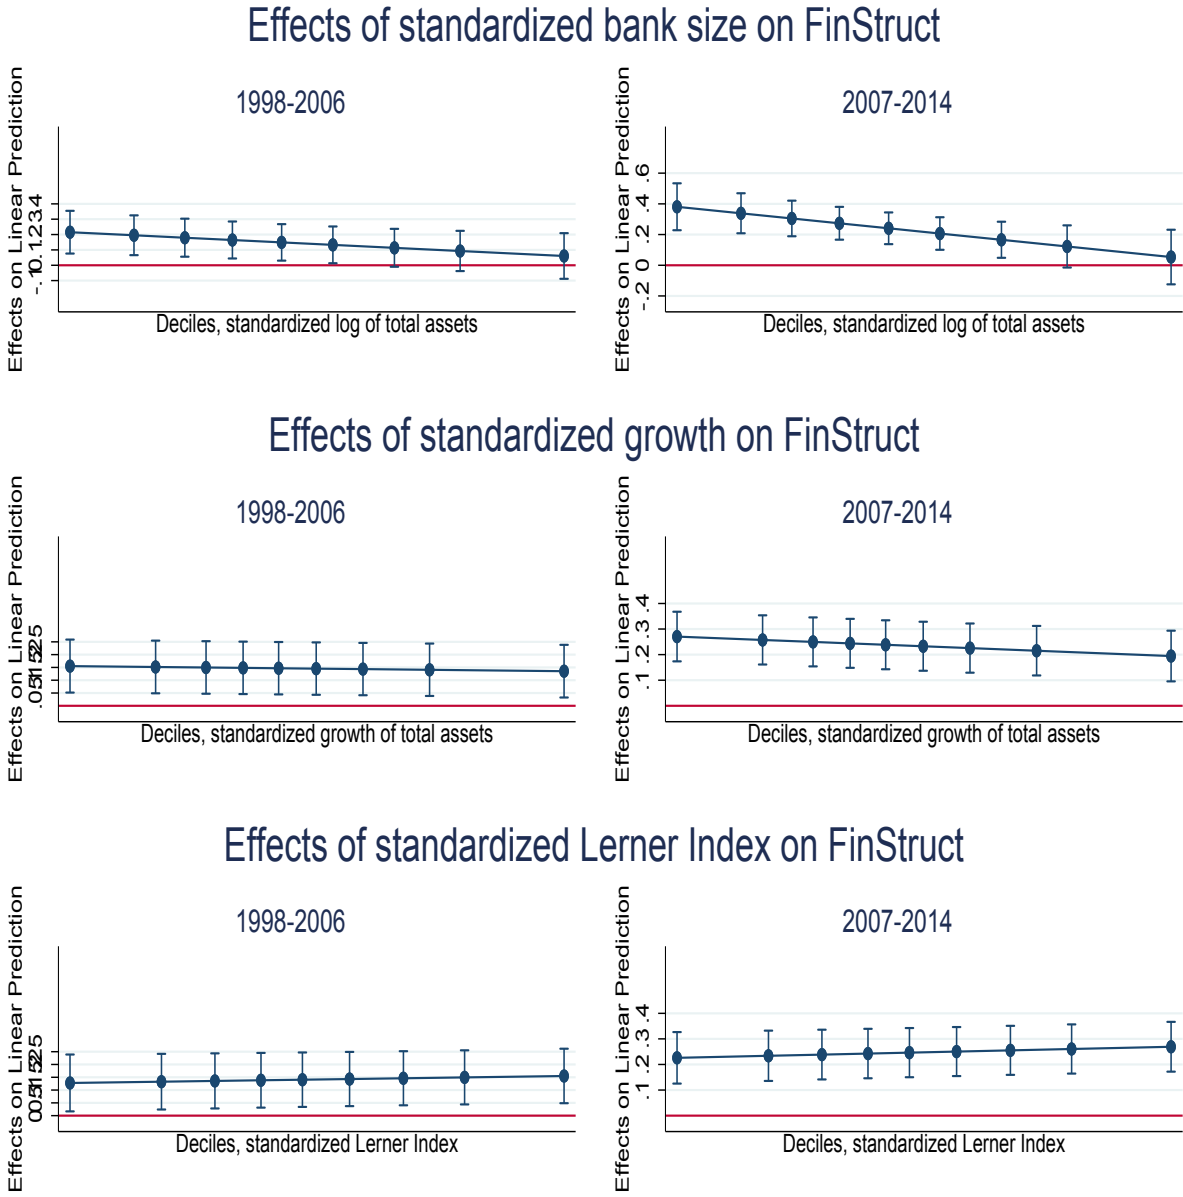 Effects of standardized bank size on FinStruct
1998-2006
Effects on Linear Prediction
Deciles, standardized log of total assets
2007-2014
Effects on Linear Prediction
.6
.4
.2
0
-.2
Deciles, standardized log of total assets
Effects of standardized growth on FinStruct
1998-2006
Effects on Linear Prediction
Deciles, standardized growth of total assets
2007-2014
Effects on Linear Prediction
.4
.3
.2
.1
Deciles, standardized growth of total assets
Effects of standardized Lerner Index on FinStruct
1998-2006
Effects on Linear Prediction
Deciles, standardized Lerner Index
2007-2014
Effects on Linear Prediction
.4
.3
.2
.1
Deciles, standardized Lerner Index